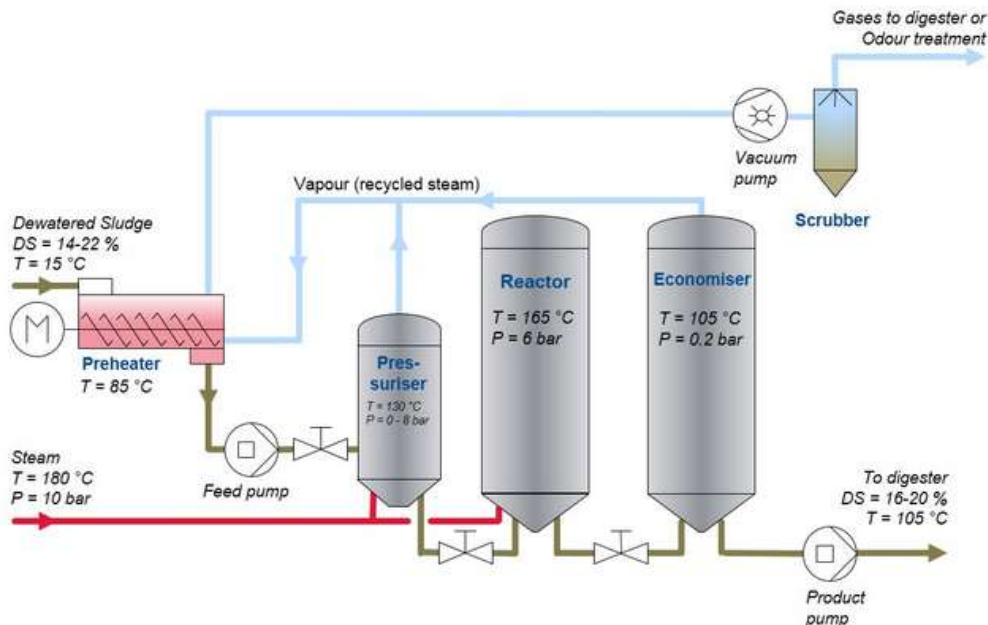 Gases to digester or
Odour treatment
Vacuum
pump
Scrubber
Vapour (recycled steam)
Dewatered Sludge
DS = 14-22 %
T = 15 °C
M
Preheater
T = 85 °C
Pres-
suriser
T = 130 °C
P = 0 - 8 bar
Reactor
T = 165 °C
P = 6 bar
Economiser
T = 105 °C
P = 0.2 bar
Steam
T = 180 °C
P = 10 bar
Feed pump
To digester
DS = 16-20 %
T = 105 °C
Product
pump